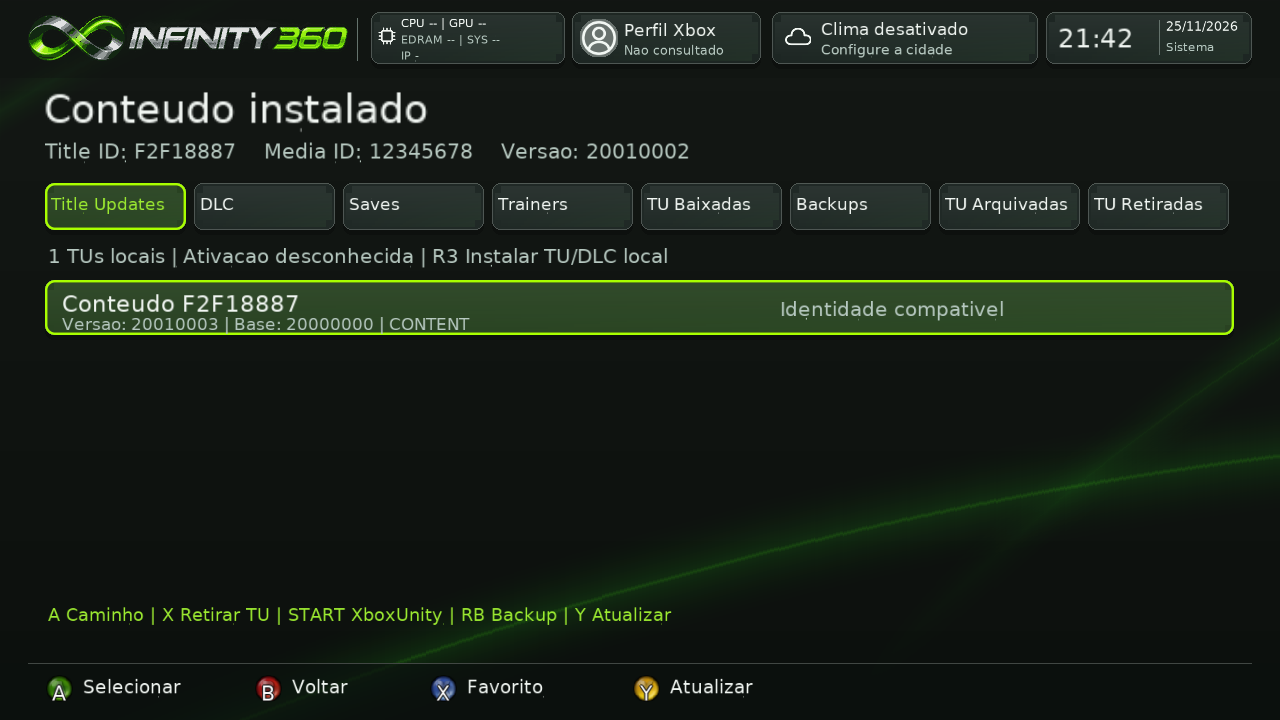 INFINITY 360
CPU -- | GPU --
EDRAM -- | SYS --
IP -
Perfil Xbox
Nao consultado
Clima desativado
Configure a cidade
21:42
25/11/2026
Sistema
Conteudo instalado
Title ID: F2F18887 Media ID: 12345678 Versao: 20010002
Title Updates DLC Saves Trainers TU Baixadas Backups TU Arquivadas TU Retiradas
1 TUs locais | Ativacao desconhecida | R3 Instalar TU/DLC local
Conteudo F2F18887
Versao: 20010003 | Base: 20000000 | CONTENT
Identidade compativel
A Caminho | X Retirar TU | START XboxUnity | RB Backup | Y Atualizar
A Selecionar B Voltar X Favorito Y Atualizar